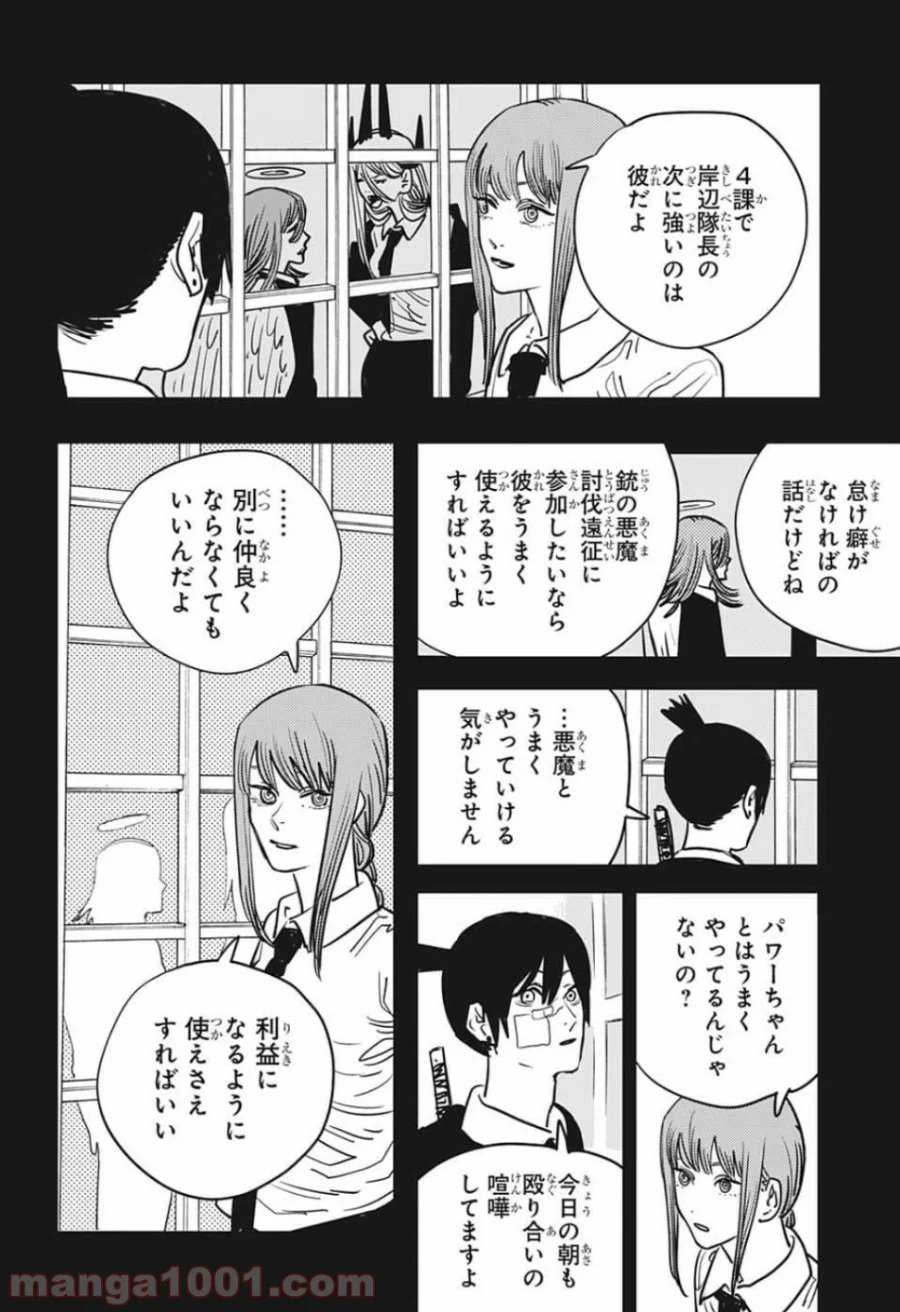 4課で
岸辺隊長の
次に強いのは
彼だよ
怠け癖が
なければの
話だけどね
銃の悪魔
討伐遠征に
参加したいなら
彼をうまく
使えるように
すればいいよ
…悪魔と
うまく
やっていける
気がしません
パワーちゃん
とはうまく
やってるんじゃ
ないの?
今日の朝も
殴り合いの
喧嘩
してますよ
……
別に仲良く
ならなくても
いいんだよ
利益に
なるように
使えさえ
すればいい
manga1001.com